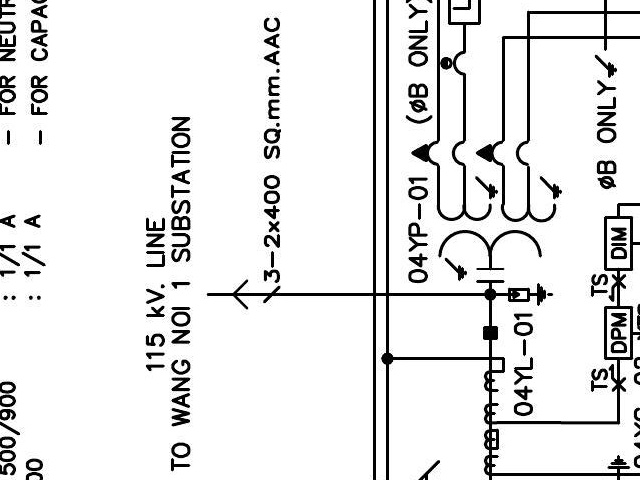 - FOR NEUTR
- FOR CAPAC
: 1/1 A
: 1/1 A
500/900
00
115 kV. LINE
TO WANG NOI 1 SUBSTATION
3-2x400 SQ.mm.AAC
04YP-01 (ØB ONLY)
04YL-01
ØB ONLY
DIM
TS
DPM
TS